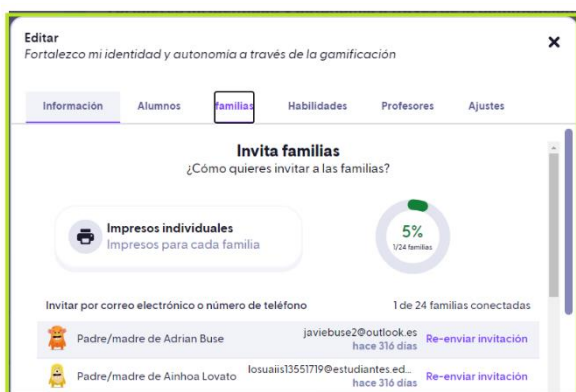 Editar
Fortalezco mi identidad y autonomía a través de la gamificación
Información Alumnos familias Habilidades Profesores Ajustes
Invita familias
¿Cómo quieres invitar a las familias?
Impresos individuales
Impresos para cada familia
5%
1/24 familias
Invitar por correo electrónico o número de teléfono 1 de 24 familias conectadas
Padre/madre de Adrian Buse javiebuse2@outlook.es Re-enviar invitación
hace 316 días
Padre/madre de Ainhoa Lovato losuaiis13551719@estudiantes.ed... Re-enviar invitación
hace 316 días